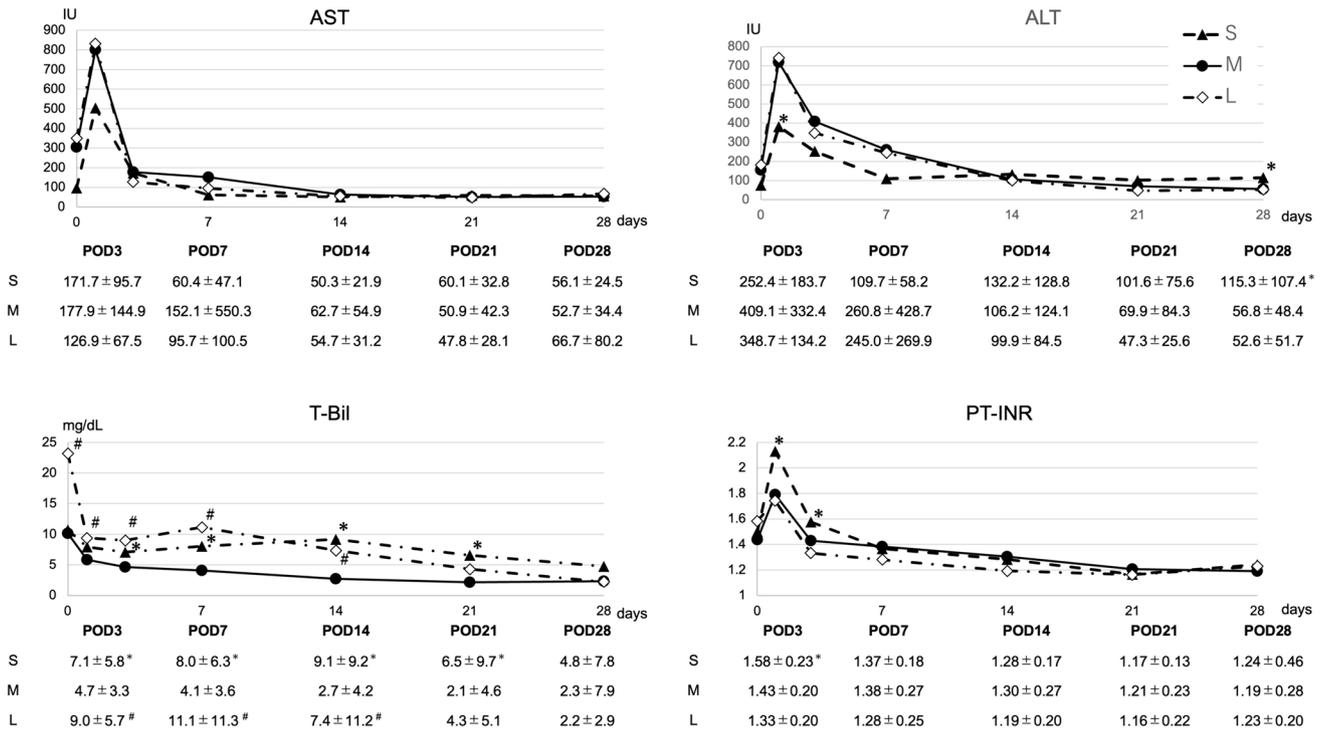 AST
IU
900
800
700
600
500
400
300
200
100
0
0 7 14 21 28 days
POD3 POD7 POD14 POD21 POD28
S 171.7±95.7 60.4±47.1 50.3±21.9 60.1±32.8 56.1±24.5
M 177.9±144.9 152.1±550.3 62.7±54.9 50.9±42.3 52.7±34.4
L 126.9±67.5 95.7±100.5 54.7±31.2 47.8±28.1 66.7±80.2
ALT
IU
S
M
L
800
700
600
500
400
300
200
100
0
*
*
0 7 14 21 28 days
POD3 POD7 POD14 POD21 POD28
S 252.4±183.7 109.7±58.2 132.2±128.8 101.6±75.6 115.3±107.4*
M 409.1±332.4 260.8±428.7 106.2±124.1 69.9±84.3 56.8±48.4
L 348.7±134.2 245.0±269.9 99.9±84.5 47.3±25.6 52.6±51.7
T-Bil
mg/dL
25
20
15
10
5
0
#
# # #
* * * *
#
0 7 14 21 28 days
POD3 POD7 POD14 POD21 POD28
S 7.1±5.8* 8.0±6.3* 9.1±9.2* 6.5±9.7* 4.8±7.8
M 4.7±3.3 4.1±3.6 2.7±4.2 2.1±4.6 2.3±7.9
L 9.0±5.7# 11.1±11.3# 7.4±11.2# 4.3±5.1 2.2±2.9
PT-INR
2.2
2
1.8
1.6
1.4
1.2
1
*
*
0 7 14 21 28 days
POD3 POD7 POD14 POD21 POD28
S 1.58±0.23* 1.37±0.18 1.28±0.17 1.17±0.13 1.24±0.46
M 1.43±0.20 1.38±0.27 1.30±0.27 1.21±0.23 1.19±0.28
L 1.33±0.20 1.28±0.25 1.19±0.20 1.16±0.22 1.23±0.20